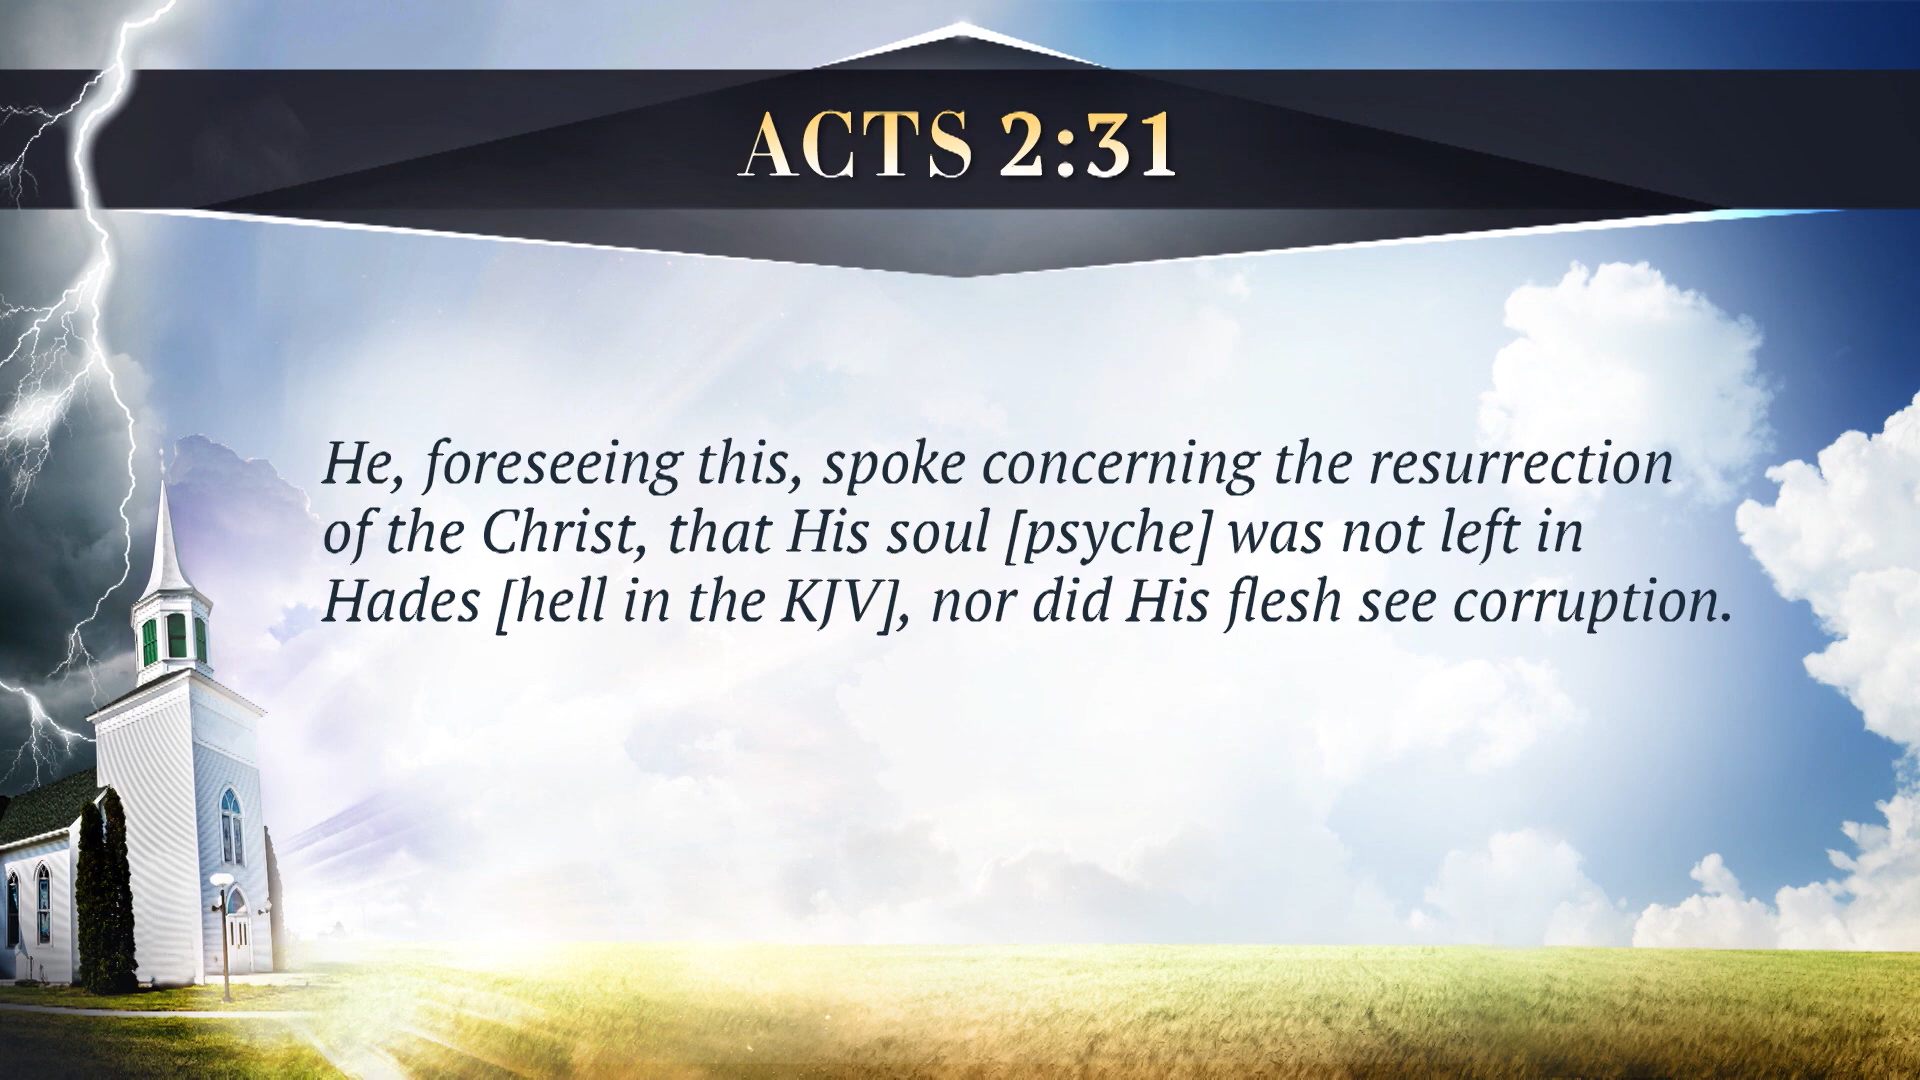 ACTS 2:31
He, foreseeing this, spoke concerning the resurrection
of the Christ, that His soul [psyche] was not left in
Hades [hell in the KJV], nor did His flesh see corruption.